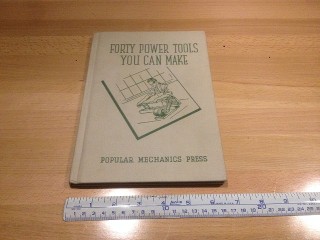 FORTY POWER TOOLS
YOU CAN MAKE
POPULAR MECHANICS PRESS